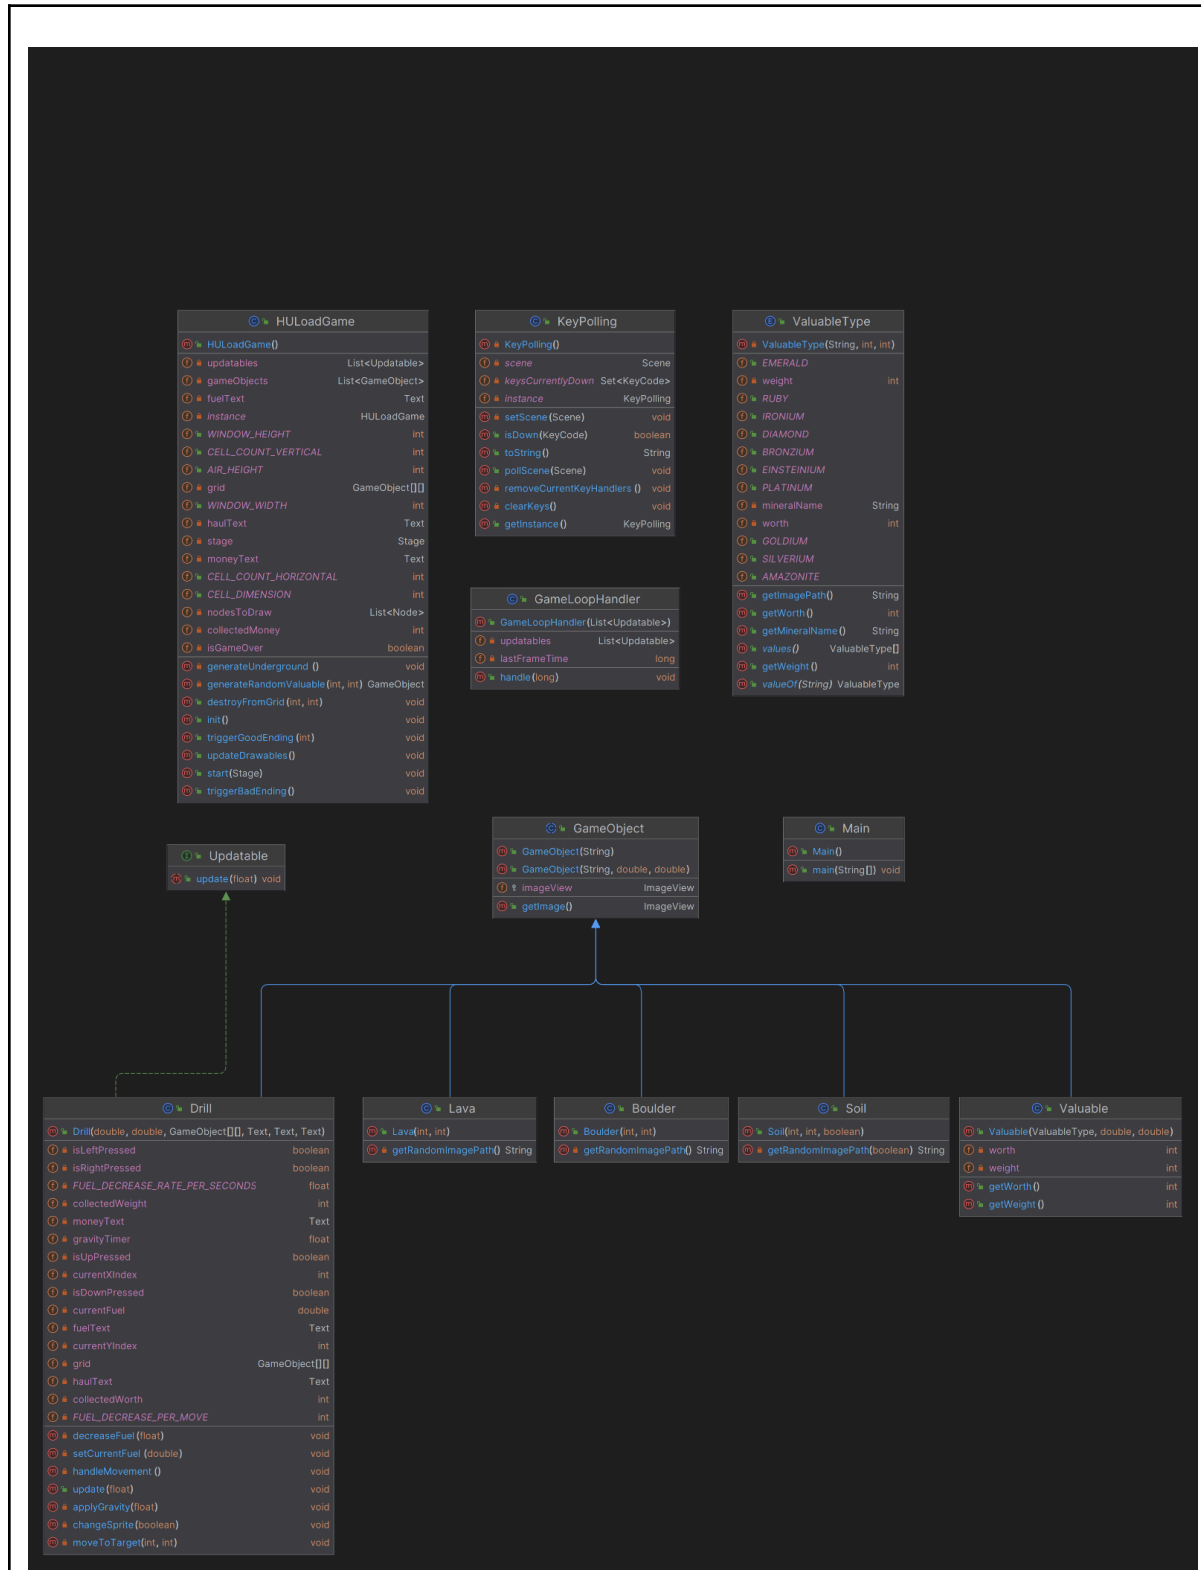 HULoadGame
HULoadGame()
updatables List<Updatable>
gameObjects List<GameObject>
fuelText Text
instance HULoadGame
WINDOW_HEIGHT int
CELL_COUNT_VERTICAL int
AIR_HEIGHT int
grid GameObject[][]
WINDOW_WIDTH int
haulText Text
stage Stage
moneyText Text
CELL_COUNT_HORIZONTAL int
CELL_DIMENSION int
nodesToDraw List<Node>
collectedMoney int
isGameOver boolean
generateUnderground () void
generateRandomValuable(int, int) GameObject
destroyFromGrid(int, int) void
init() void
triggerGoodEnding(int) void
updateDrawables() void
start(Stage) void
triggerBadEnding() void
KeyPolling
KeyPolling()
scene Scene
keysCurrentlyDown Set<KeyCode>
instance KeyPolling
setScene(Scene) void
isDown(KeyCode) boolean
toString() String
pollScene(Scene) void
removeCurrentKeyHandlers () void
clearKeys() void
getInstance() KeyPolling
GameLoopHandler
GameLoopHandler(List<Updatable>)
updatables List<Updatable>
lastFrameTime long
handle(long) void
ValuableType
ValuableType(String, int, int)
EMERALD
weight int
RUBY
IRONIUM
DIAMOND
BRONZIUM
EINSTEINIUM
PLATINUM
mineralName String
worth int
GOLDIUM
SILVERIUM
AMAZONITE
getImagePath() String
getWorth() int
getMineralName() String
values() ValuableType[]
getWeight() int
valueOf(String) ValuableType
Updatable
update(float) void
GameObject
GameObject(String)
GameObject(String, double, double)
imageView ImageView
getImage() ImageView
Main
Main()
main(String[]) void
Drill
Drill(double, double, GameObject[][], Text, Text, Text)
isLeftPressed boolean
isRightPressed boolean
FUEL_DECREASE_RATE_PER_SECONDS float
collectedWeight int
moneyText Text
gravityTimer float
isUpPressed boolean
currentXIndex int
isDownPressed boolean
currentFuel double
fuelText Text
currentYIndex int
grid GameObject[][]
haulText Text
collectedWorth int
FUEL_DECREASE_PER_MOVE int
decreaseFuel(float) void
setCurrentFuel (double) void
handleMovement () void
update(float) void
applyGravity(float) void
changeSprite(boolean) void
moveToTarget(int, int) void
Lava
Lava(int, int)
getRandomImagePath() String
Boulder
Boulder(int, int)
getRandomImagePath() String
Soil
Soil(int, int, boolean)
getRandomImagePath(boolean) String
Valuable
Valuable(ValuableType, double, double)
worth int
weight int
getWorth() int
getWeight() int